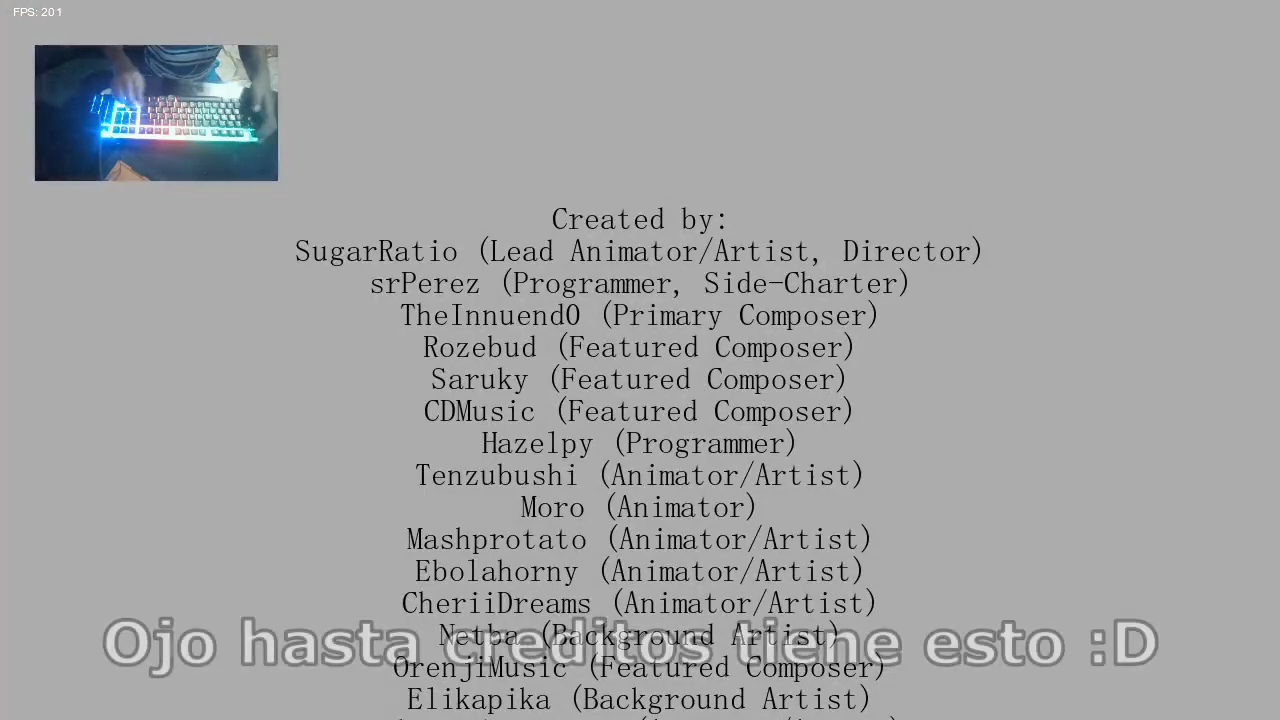 FPS: 201
Created by:
SugarRatio (Lead Animator/Artist, Director)
srPerez (Programmer, Side-Charter)
TheInnuend0 (Primary Composer)
Rozebud (Featured Composer)
Saruky (Featured Composer)
CDMusic (Featured Composer)
Hazelpy (Programmer)
Tenzubushi (Animator/Artist)
Moro (Animator)
Mashprotato (Animator/Artist)
Ebolahorny (Animator/Artist)
CheriiDreams (Animator/Artist)
Netba (Background Artist)
Ojo hasta creditos tiene esto :D
OrenjiMusic (Featured Composer)
Elikapika (Background Artist)